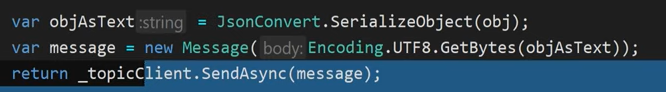 var objAsText :string = JsonConvert.SerializeObject(obj);
var message = new Message( body: Encoding.UTF8.GetBytes(objAsText));
return _topicClient.SendAsync(message);